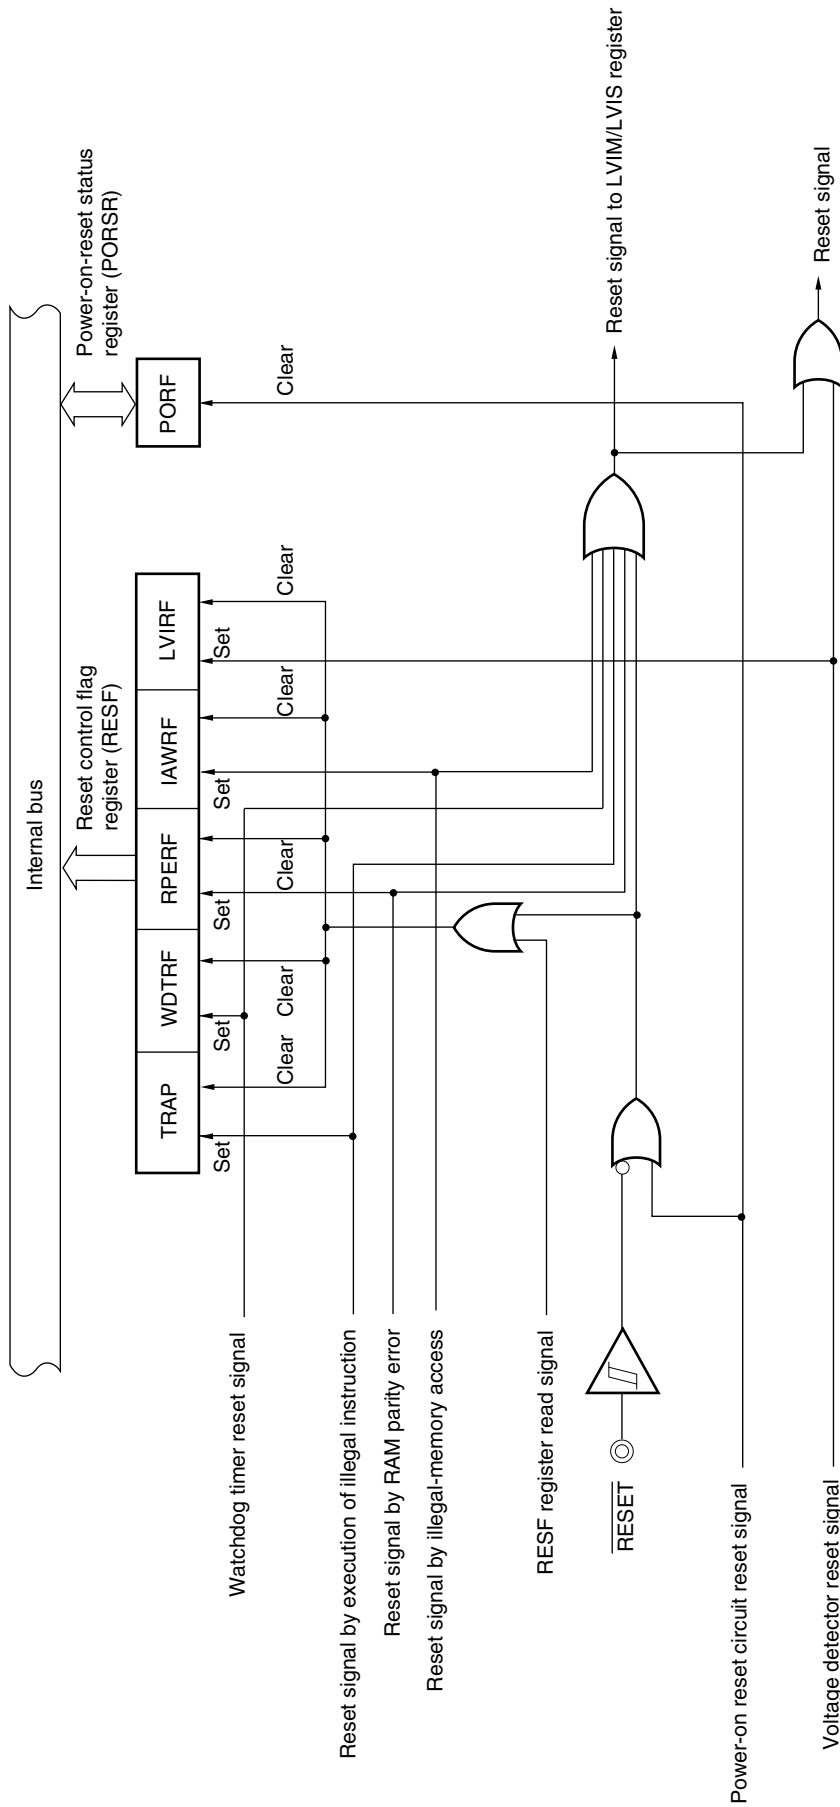 Internal bus
Reset control flag
register (RESF)
Power-on-reset status
register (PORSR)
TRAP
WDTRF
RPERF
IAWRF
LVIRF
PORF
Set
Set
Set
Set
Set
Clear
Clear
Clear
Clear
Clear
Clear
Watchdog timer reset signal
Reset signal by execution of illegal instruction
Reset signal by RAM parity error
Reset signal by illegal-memory access
RESF register read signal
RESET
Reset signal to LVIM/LVIS register
Power-on reset circuit reset signal
Voltage detector reset signal
Reset signal